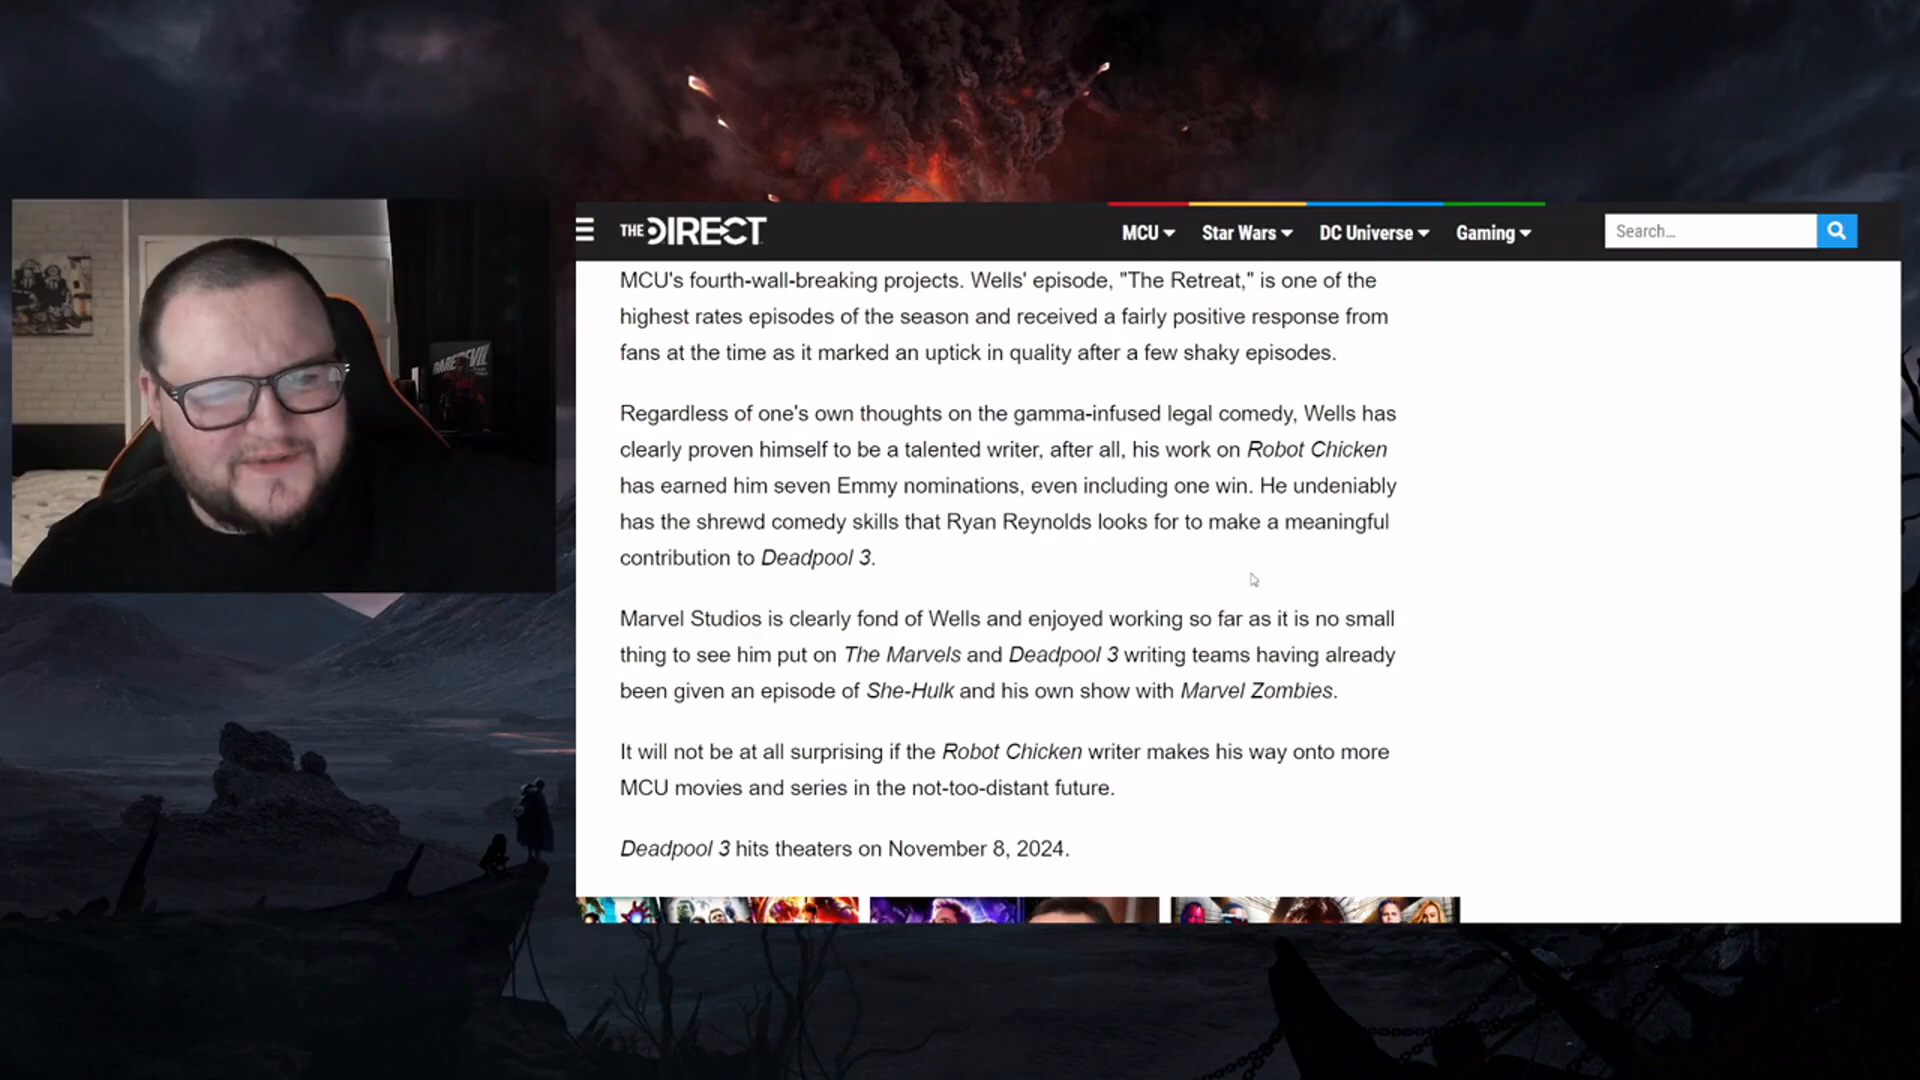 DAREDEVIL
THE DIRECT
MCU
Star Wars
DC Universe
Gaming
Search...
MCU's fourth-wall-breaking projects. Wells' episode, "The Retreat," is one of the
highest rates episodes of the season and received a fairly positive response from
fans at the time as it marked an uptick in quality after a few shaky episodes.
Regardless of one's own thoughts on the gamma-infused legal comedy, Wells has
clearly proven himself to be a talented writer, after all, his work on Robot Chicken
has earned him seven Emmy nominations, even including one win. He undeniably
has the shrewd comedy skills that Ryan Reynolds looks for to make a meaningful
contribution to Deadpool 3.
Marvel Studios is clearly fond of Wells and enjoyed working so far as it is no small
thing to see him put on The Marvels and Deadpool 3 writing teams having already
been given an episode of She-Hulk and his own show with Marvel Zombies.
It will not be at all surprising if the Robot Chicken writer makes his way onto more
MCU movies and series in the not-too-distant future.
Deadpool 3 hits theaters on November 8, 2024.